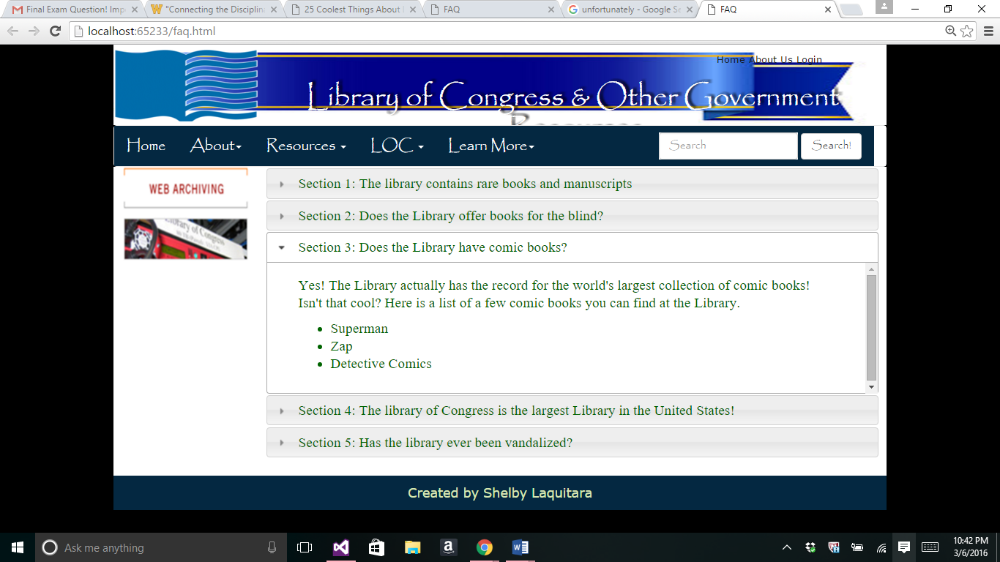 Final Exam Question! Imp
"Connecting the Disciplin
25 Coolest Things About
FAQ
unfortunately - Google Se
FAQ
localhost:65233/faq.html
Home About Us Login
Library of Congress & Other Government
Resources
Home About Resources LOC Learn More Search Search!
WEB ARCHIVING
Library of Congress
Section 1: The library contains rare books and manuscripts
Section 2: Does the Library offer books for the blind?
Section 3: Does the Library have comic books?
Yes! The Library actually has the record for the world's largest collection of comic books!
Isn't that cool? Here is a list of a few comic books you can find at the Library.
• Superman
• Zap
• Detective Comics
Section 4: The library of Congress is the largest Library in the United States!
Section 5: Has the library ever been vandalized?
Created by Shelby Laquitara
Ask me anything
10:42 PM
3/6/2016